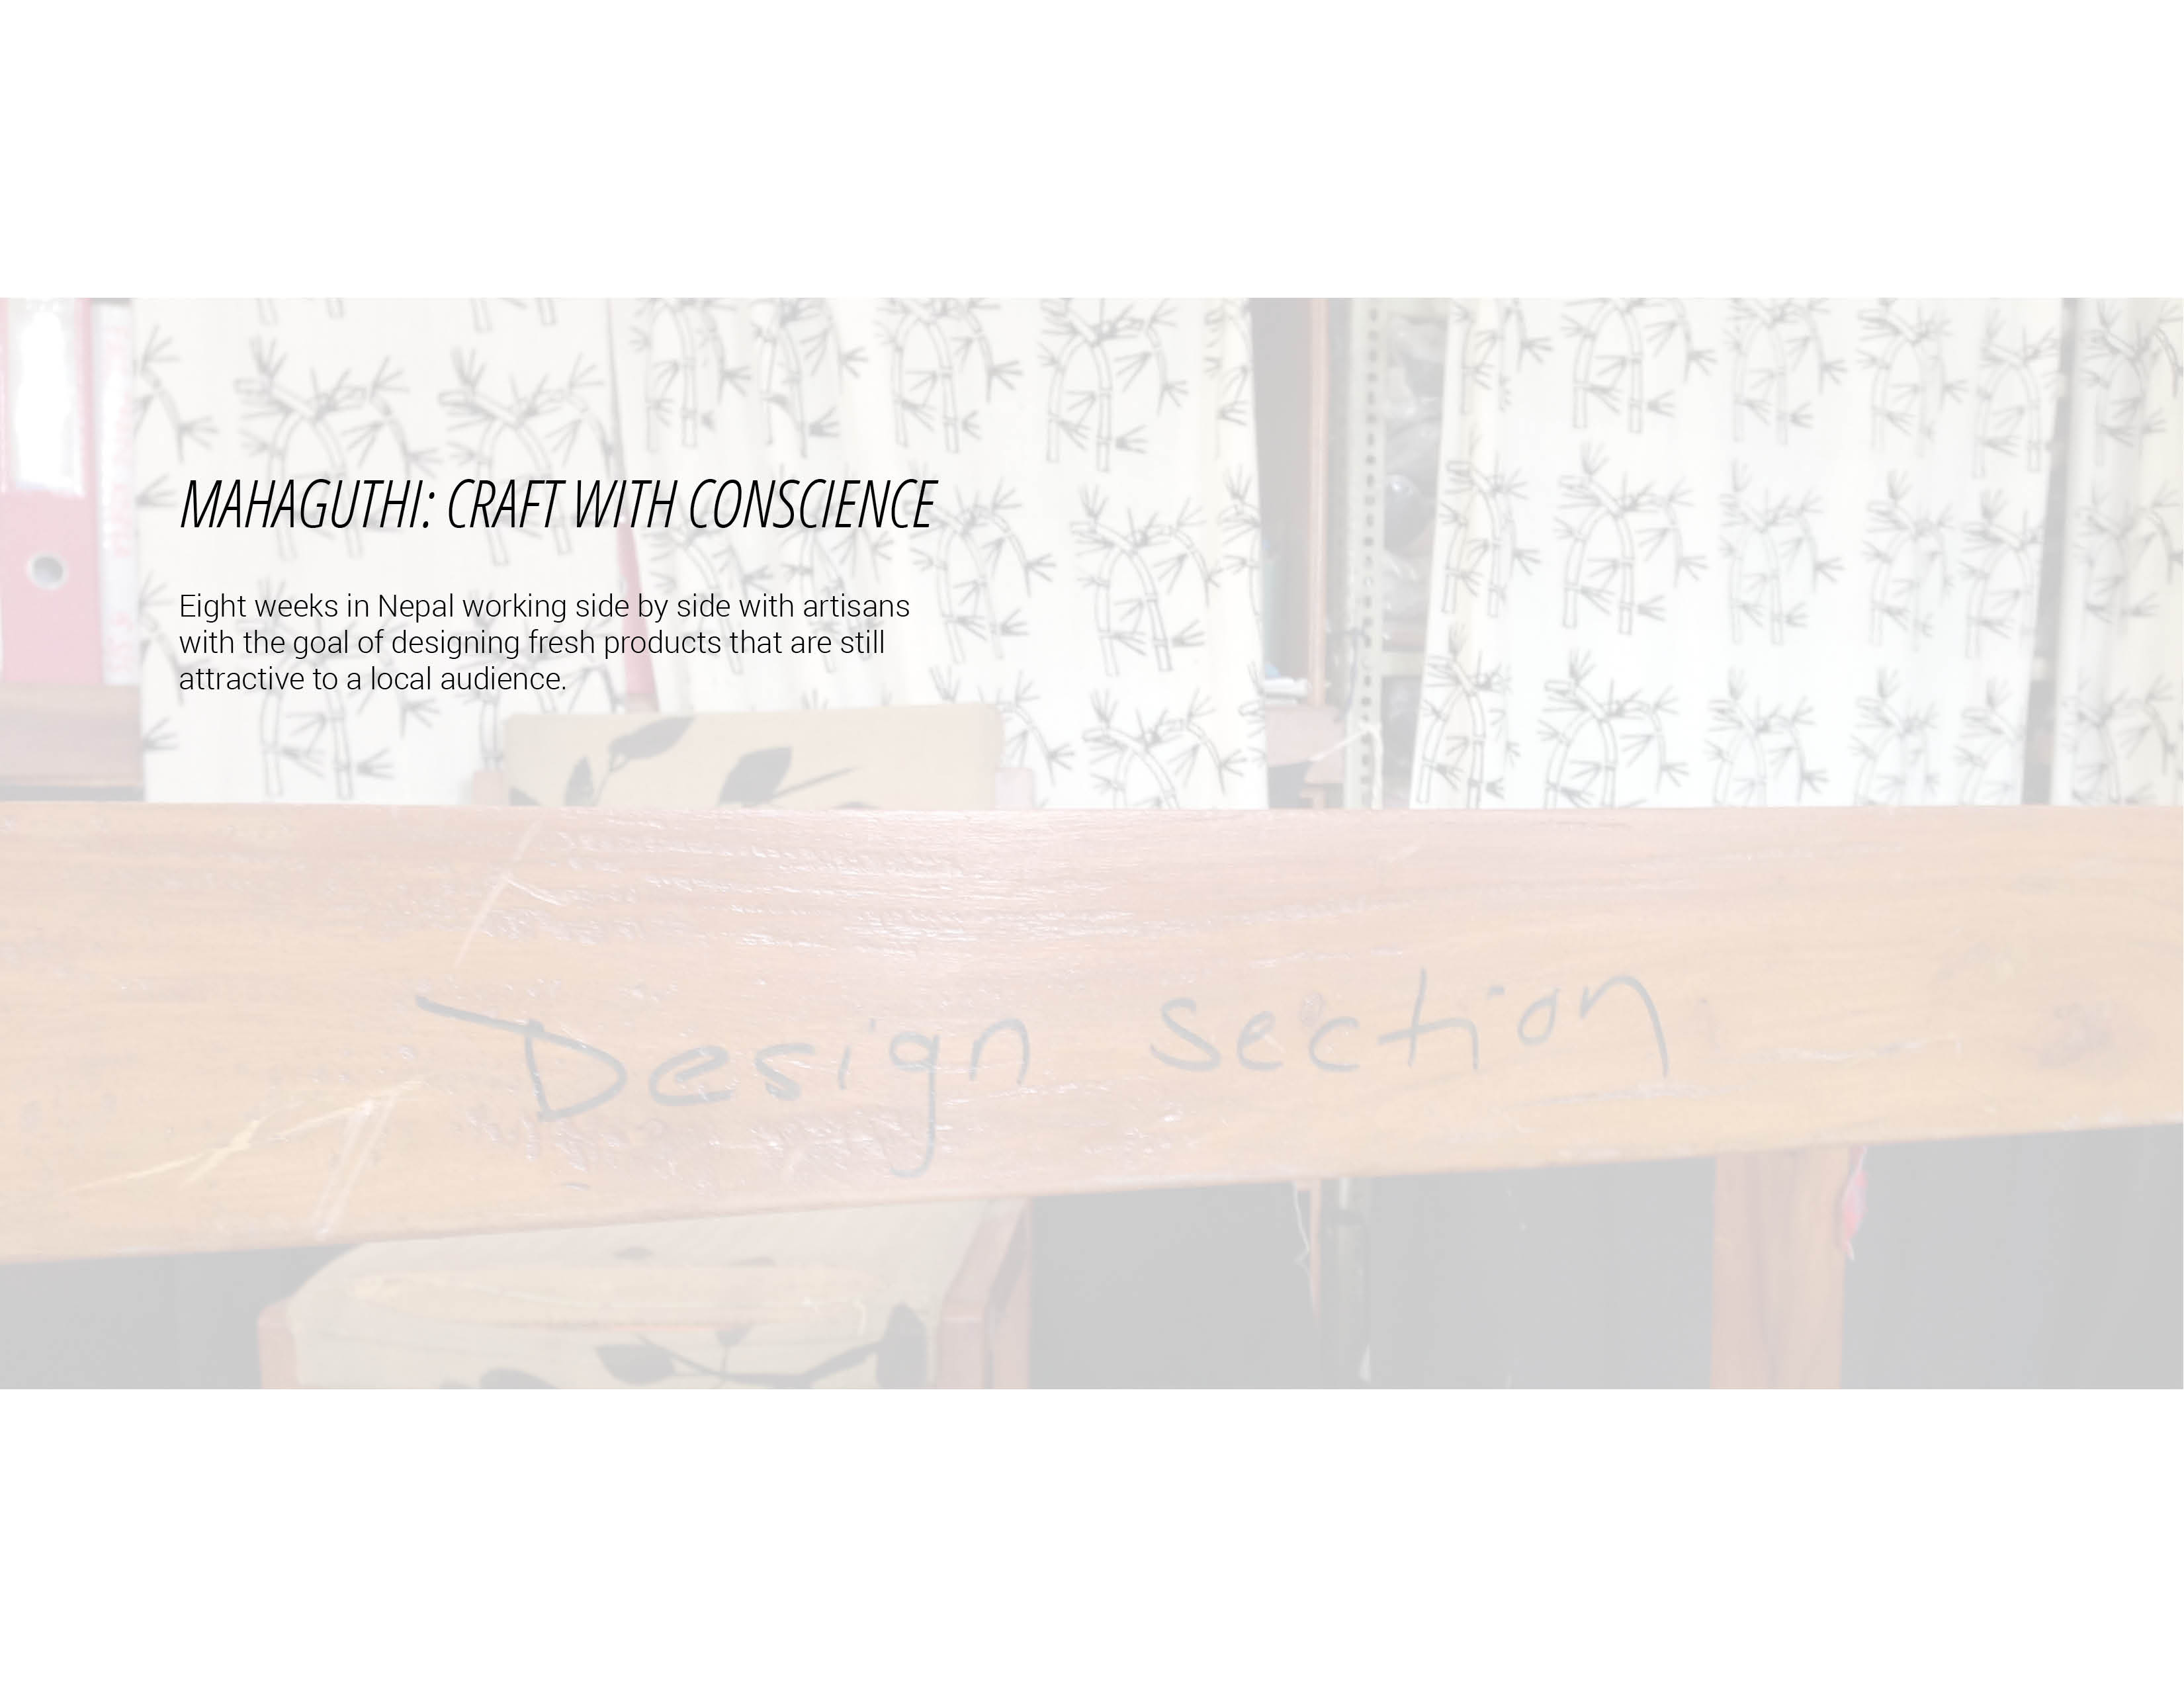 MAHAGUTHI: CRAFT WITH CONSCIENCE
Eight weeks in Nepal working side by side with artisans
with the goal of designing fresh products that are still
attractive to a local audience.
Design section